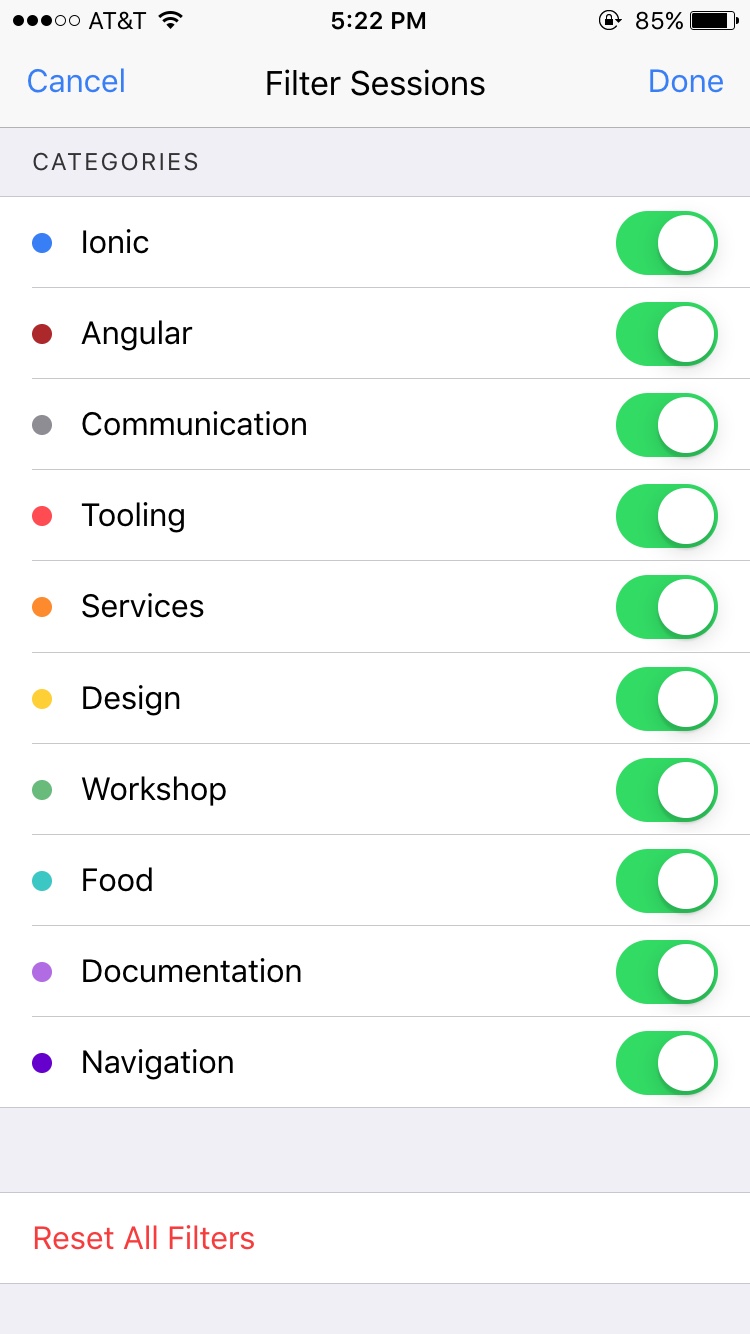 AT&T 5:22 PM 85%
Cancel Filter Sessions Done
CATEGORIES
Ionic
Angular
Communication
Tooling
Services
Design
Workshop
Food
Documentation
Navigation
Reset All Filters